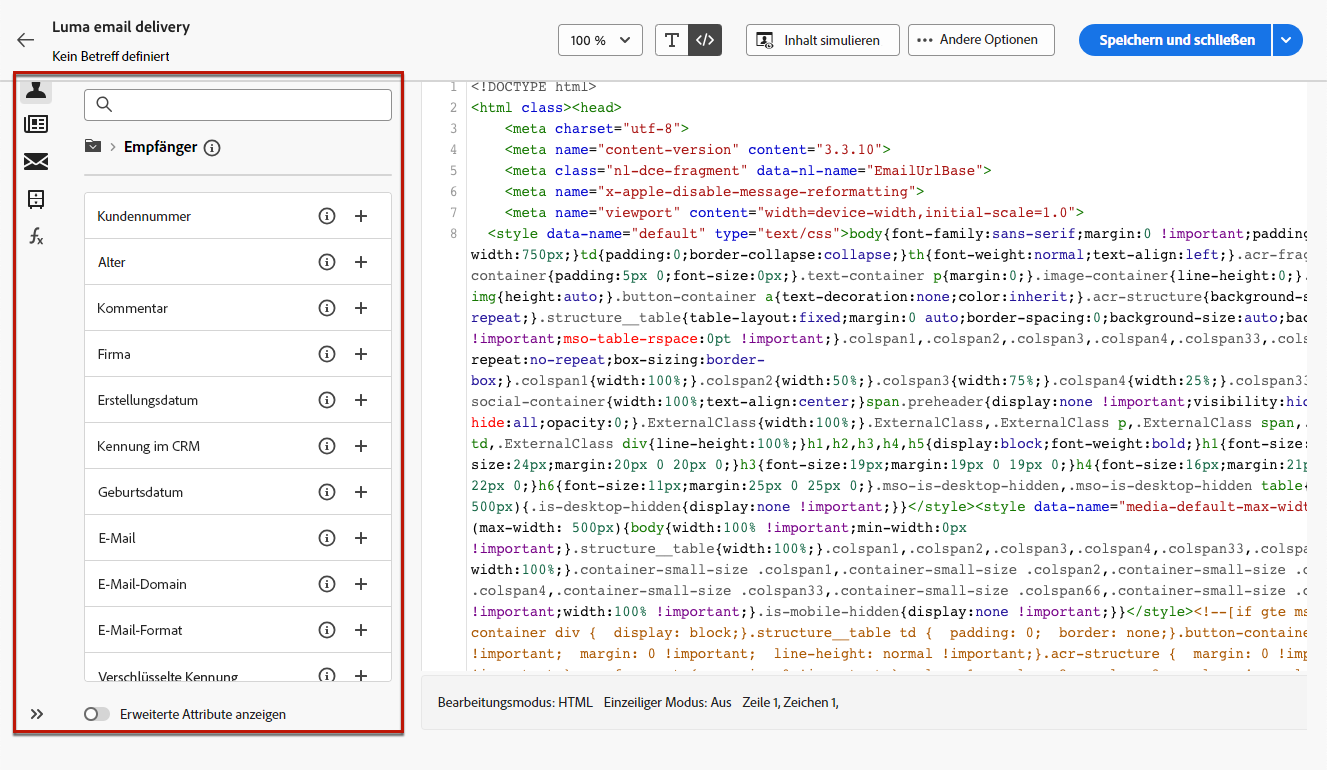 Luma email delivery
Kein Betreff definiert
100 %
Inhalt simulieren
Andere Optionen
Speichern und schließen
Empfänger
Kundennummer
Alter
Kommentar
Firma
Erstellungsdatum
Kennung im CRM
Geburtsdatum
E-Mail
E-Mail-Domain
E-Mail-Format
Verschlüsselte Kennung
Erweiterte Attribute anzeigen
1 <!DOCTYPE html>
2 <html class><head>
3 <meta charset="utf-8">
4 <meta name="content-version" content="3.3.10">
5 <meta class="nl-dce-fragment" data-nl-name="EmailUrlBase">
6 <meta name="x-apple-disable-message-reformatting">
7 <meta name="viewport" content="width=device-width,initial-scale=1.0">
8 <style data-name="default" type="text/css">body{font-family:sans-serif;margin:0 !important;padding
width:750px;}td{padding:0;border-collapse:collapse;}th{font-weight:normal;text-align:left;}.acr-frag
container{padding:5px 0;font-size:0px;}.text-container p{margin:0;}.image-container{line-height:0;}.
img{height:auto;}.button-container a{text-decoration:none;color:inherit;}.acr-structure{background-s
repeat;}.structure__table{table-layout:fixed;margin:0 auto;border-spacing:0;background-size:auto;bac
!important;mso-table-rspace:0pt !important;}.colspan1,.colspan2,.colspan3,.colspan4,.colspan33,.cols
repeat:no-repeat;box-sizing:border-
box;}.colspan1{width:100%;}.colspan2{width:50%;}.colspan3{width:75%;}.colspan4{width:25%;}.colspan33
social-container{width:100%;text-align:center;}span.preheader{display:none !important;visibility:hid
hide:all;opacity:0;}.ExternalClass{width:100%;}.ExternalClass,.ExternalClass p,.ExternalClass span,.
td,.ExternalClass div{line-height:100%;}h1,h2,h3,h4,h5{display:block;font-weight:bold;}h1{font-size:
size:24px;margin:20px 0 20px 0;}h3{font-size:19px;margin:19px 0 19px 0;}h4{font-size:16px;margin:21p
22px 0;}h6{font-size:11px;margin:25px 0 25px 0;}.mso-is-desktop-hidden,.mso-is-desktop-hidden table{
500px){.is-desktop-hidden{display:none !important;}}</style><style data-name="media-default-max-widt
(max-width: 500px){body{width:100% !important;min-width:0px
!important;}.structure__table{width:100%;}.colspan1,.colspan2,.colspan3,.colspan4,.colspan33,.colspa
width:100%;}.container-small-size .colspan1,.container-small-size .colspan2,.container-small-size .c
.colspan4,.container-small-size .colspan33,.container-small-size .colspan66,.container-small-size .c
!important;width:100% !important;}.is-mobile-hidden{display:none !important;}}</style><!--[if gte ms
container div {  display: block;}.structure__table td {  padding: 0;  border: none;}.button-containe
!important;  margin: 0 !important;  line-height: normal !important;}.acr-structure {  margin: 0 !imp
Bearbeitungsmodus: HTML Einzeiliger Modus: Aus Zeile 1, Zeichen 1,